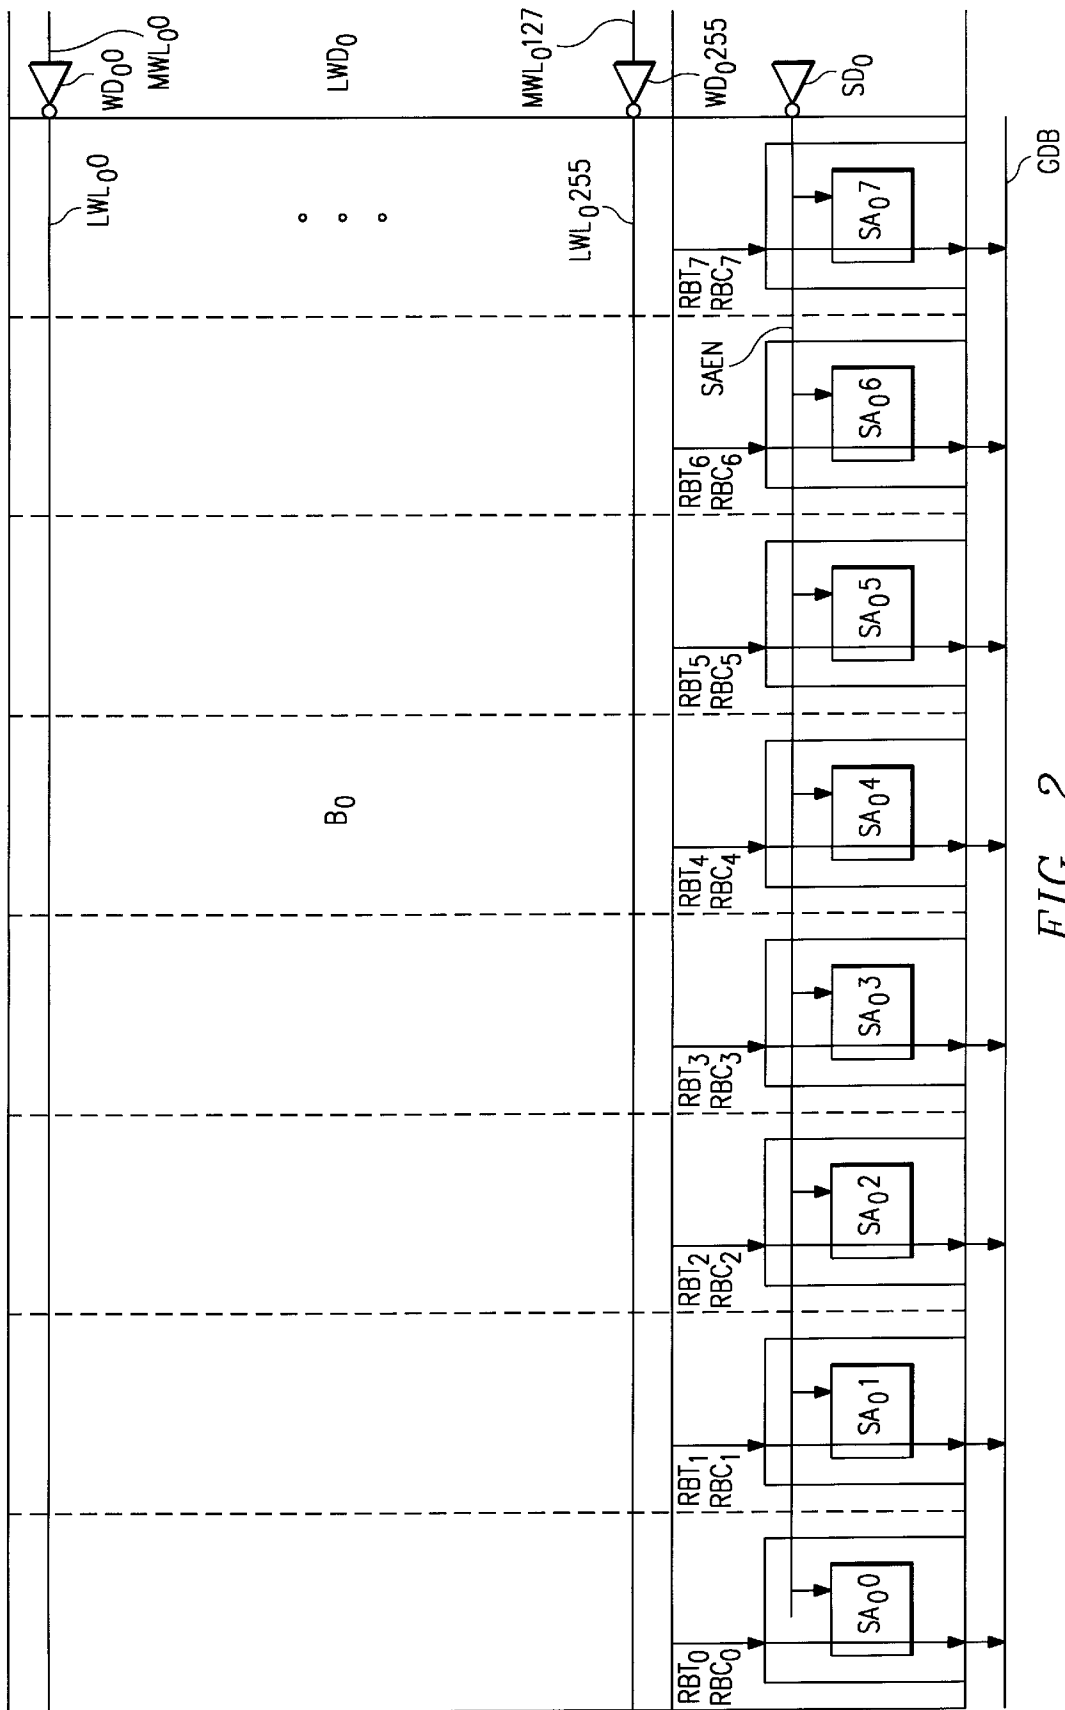 LWL₀0
WD₀0
MWL₀0
B₀
LWD₀
LWL₀255
MWL₀127
WD₀255
RBT₀
RBC₀
RBT₁
RBC₁
RBT₂
RBC₂
RBT₃
RBC₃
RBT₄
RBC₄
RBT₅
RBC₅
RBT₆
RBC₆
RBT₇
RBC₇
SAEN
SD₀
SA₀0
SA₀1
SA₀2
SA₀3
SA₀4
SA₀5
SA₀6
SA₀7
GDB
FIG. 2